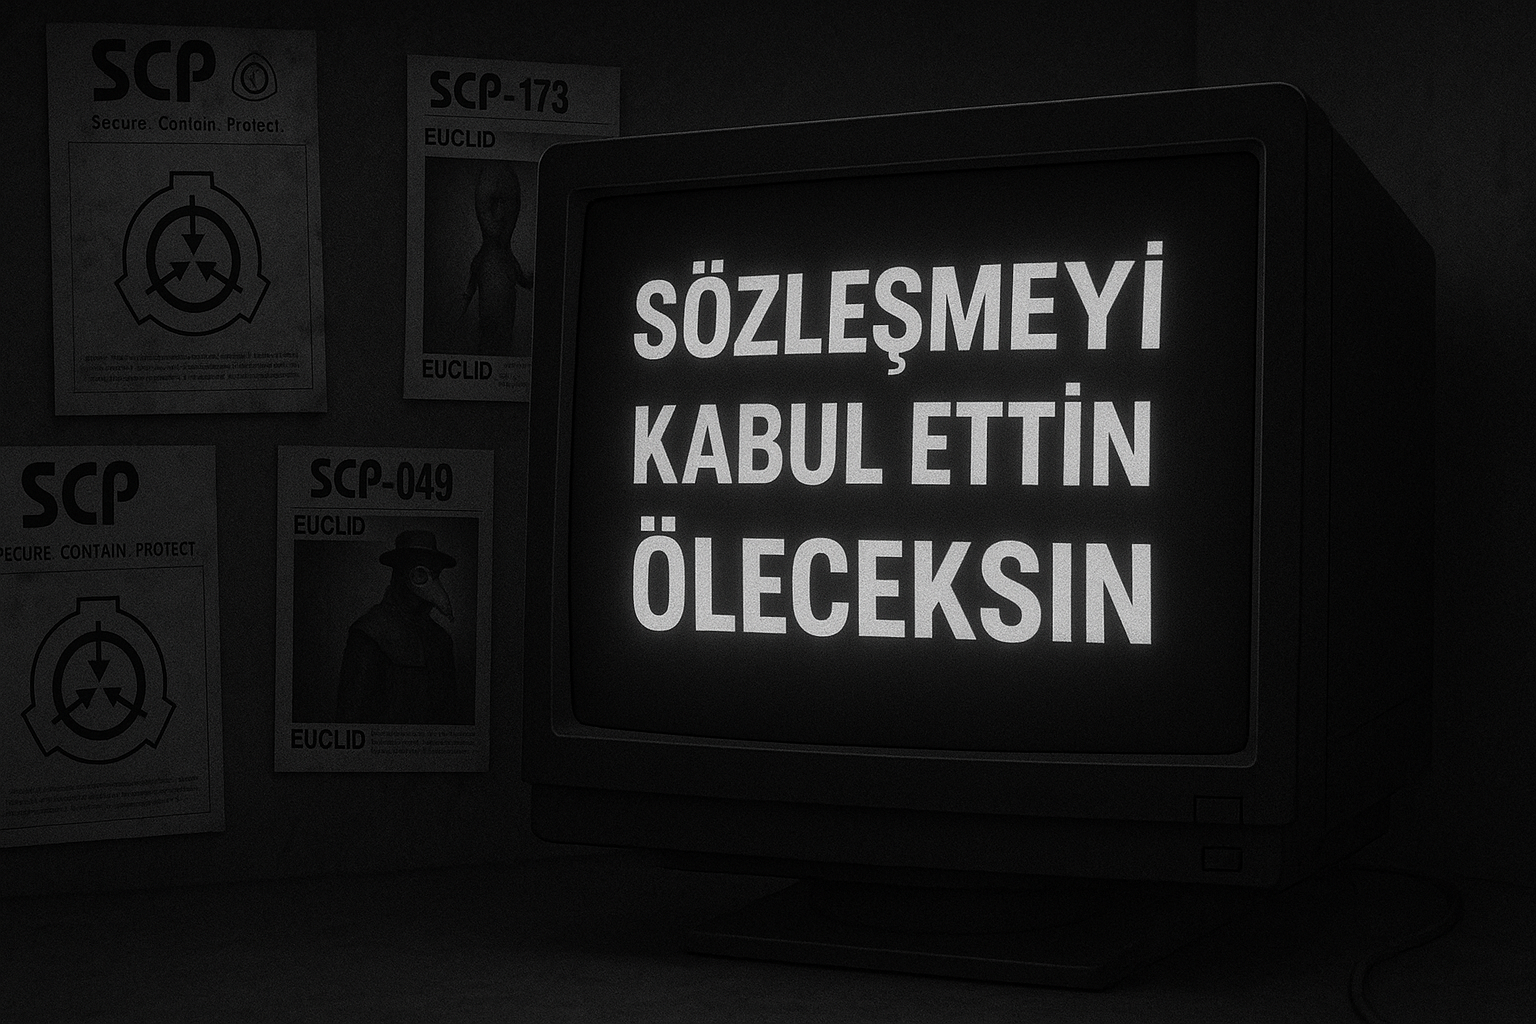 SCP
Secure. Contain. Protect.
SCP-173
EUCLID
EUCLID
SCP
PECURE. CONTAIN. PROTECT
SCP-049
EUCLID
EUCLID
SÖZLEŞMEYİ
KABUL ETTİN
ÖLECEKSIN